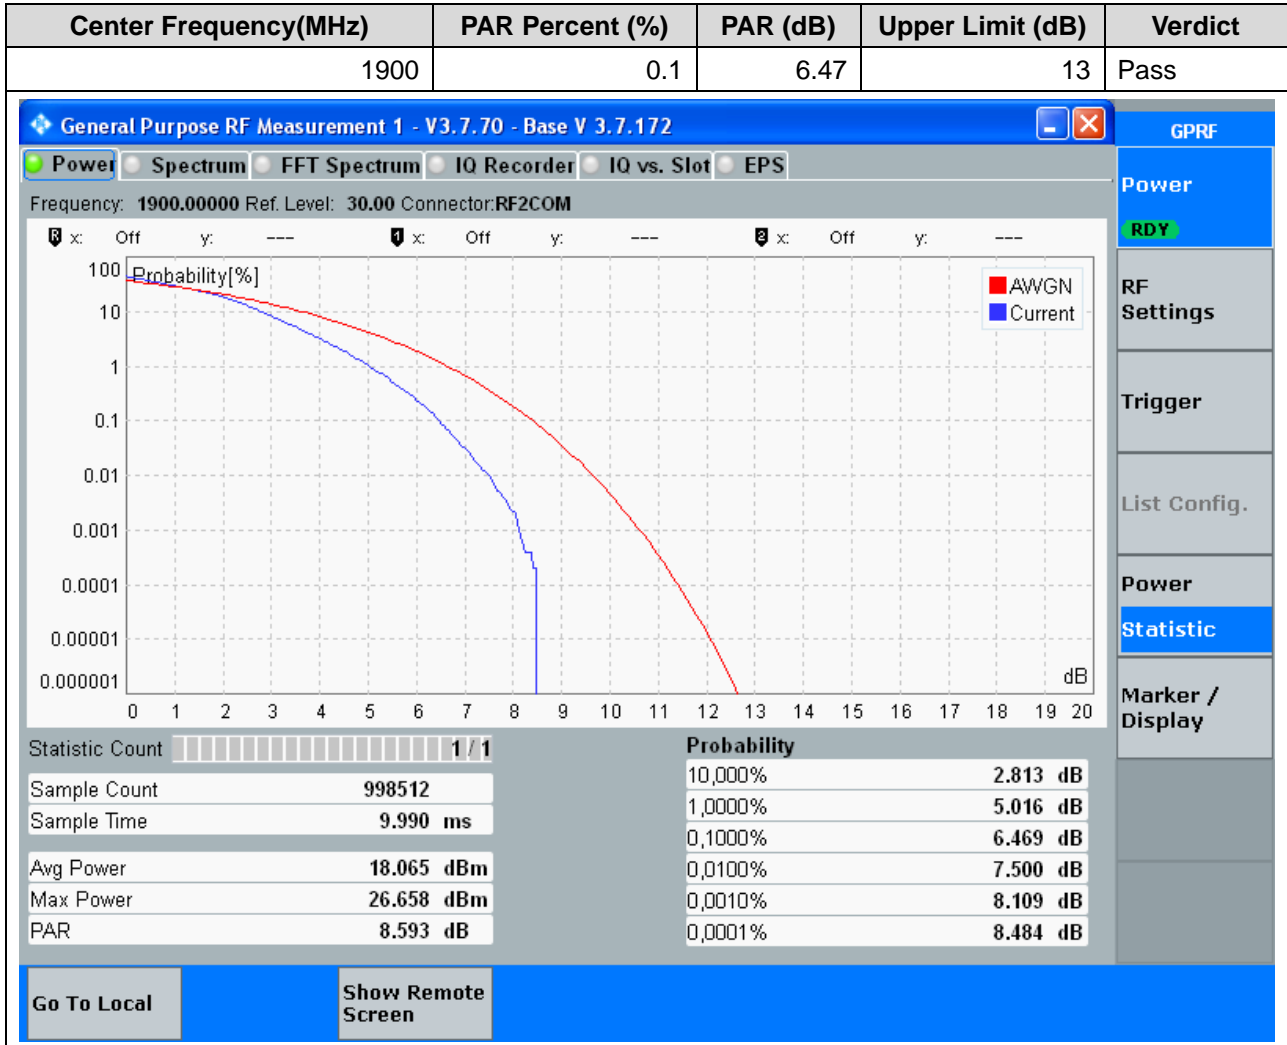 Center Frequency(MHz) PAR Percent (%) PAR (dB) Upper Limit (dB) Verdict
1900 0.1 6.47 13 Pass
General Purpose RF Measurement 1 - V3.7.70 - Base V 3.7.172
GPRF
Power Spectrum FFT Spectrum IQ Recorder IQ vs. Slot EPS
Frequency: 1900.00000 Ref. Level: 30.00 Connector:RF2COM
R x: Off y: --- 1 x: Off y: --- 2 x: Off y: ---
Probability[%]
AWGN
Current
100
10
1
0.1
0.01
0.001
0.0001
0.00001
0.000001
dB
0 1 2 3 4 5 6 7 8 9 10 11 12 13 14 15 16 17 18 19 20
Statistic Count 1 / 1
Sample Count 998512
Sample Time 9.990 ms
Avg Power 18.065 dBm
Max Power 26.658 dBm
PAR 8.593 dB
Probability
10,000% 2.813 dB
1,0000% 5.016 dB
0,1000% 6.469 dB
0,0100% 7.500 dB
0,0010% 8.109 dB
0,0001% 8.484 dB
Power
RDY
RF
Settings
Trigger
List Config.
Power
Statistic
Marker /
Display
Go To Local
Show Remote
Screen